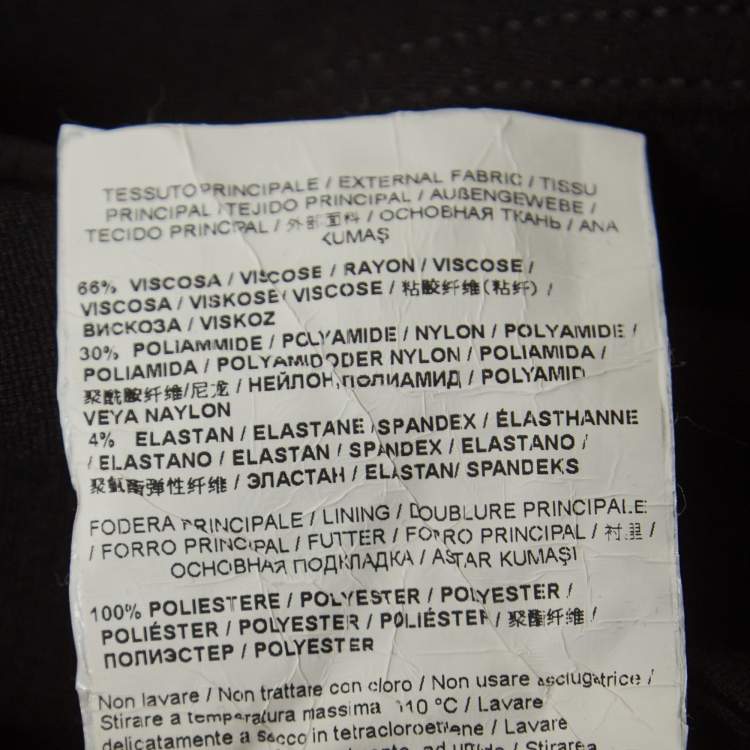 TESSUTO PRINCIPALE / EXTERNAL FABRIC / TISSU
PRINCIPAL / TEJIDO PRINCIPAL / AUßENGEWEBE /
TECIDO PRINCIPAL / 外部面料 / ОСНОВНАЯ ТКАНЬ / ANA
KUMAŞ
66% VISCOSA / VISCOSE / RAYON / VISCOSE /
VISCOSA / VISKOSE / VISCOSE / 粘胶纤维(粘纤) /
ВИСКОЗА / VISKOZ
30% POLIAMMIDE / POLYAMIDE / NYLON / POLYAMIDE /
POLIAMIDA / POLYAMIDODER NYLON / POLIAMIDA /
聚酰胺纤维/尼龙 / НЕЙЛОН,ПОЛИАМИД / POLYAMID
VEYA NAYLON
4% ELASTAN / ELASTANE / SPANDEX / ÉLASTHANNE
/ ELASTANO / ELASTAN / SPANDEX / ELASTANO /
聚氨酯弹性纤维 / ЭЛАСТАН / ELASTAN/ SPANDEKS
FODERA PRINCIPALE / LINING / DOUBLURE PRINCIPALE
/ FORRO PRINCIPAL / FUTTER / FORRO PRINCIPAL / 衬里 /
ОСНОВНАЯ ПОДКЛАДКА / ASTAR KUMAŞI
100% POLIESTERE / POLYESTER / POLYESTER /
POLIÉSTER / POLYESTER / POLIÉSTER / 聚酯纤维 /
ПОЛИЭСТЕР / POLYESTER
Non lavare / Non trattare con cloro / Non usare asciugatrice /
Stirare a temperatura massima 110 °C / Lavare
delicatamente a secco in tetracloroetilene / Lavare
ad umido / Stirare a